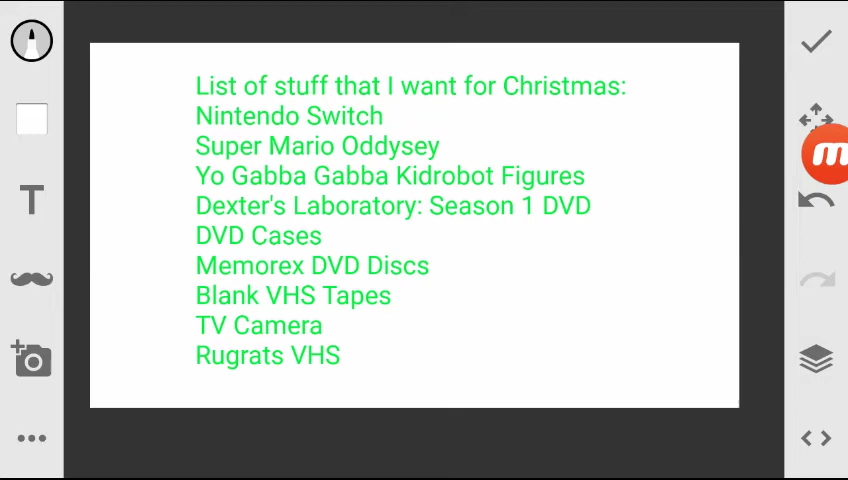 List of stuff that I want for Christmas:
Nintendo Switch
Super Mario Oddysey
Yo Gabba Gabba Kidrobot Figures
Dexter's Laboratory: Season 1 DVD
DVD Cases
Memorex DVD Discs
Blank VHS Tapes
TV Camera
Rugrats VHS